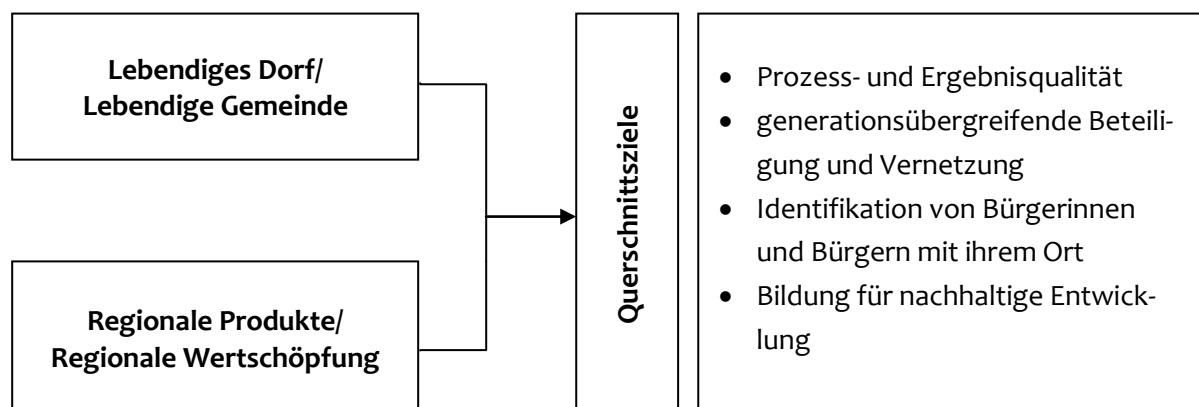 Lebendiges Dorf/
Lebendige Gemeinde
Regionale Produkte/
Regionale Wertschöpfung
Querschnittsziele
• Prozess- und Ergebnisqualität
• generationsübergreifende Beteili-
gung und Vernetzung
• Identifikation von Bürgerinnen
und Bürgern mit ihrem Ort
• Bildung für nachhaltige Entwick-
lung